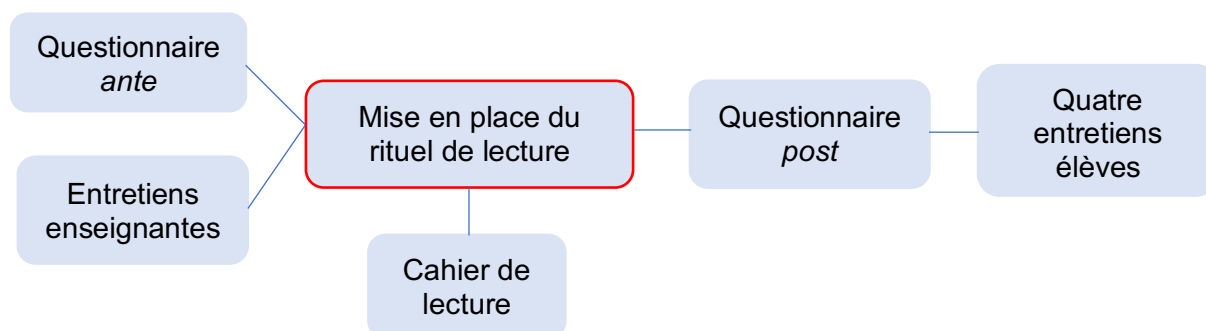 Questionnaire
ante
Entretiens
enseignantes
Mise en place du
rituel de lecture
Cahier de
lecture
Questionnaire
post
Quatre
entretiens
élèves